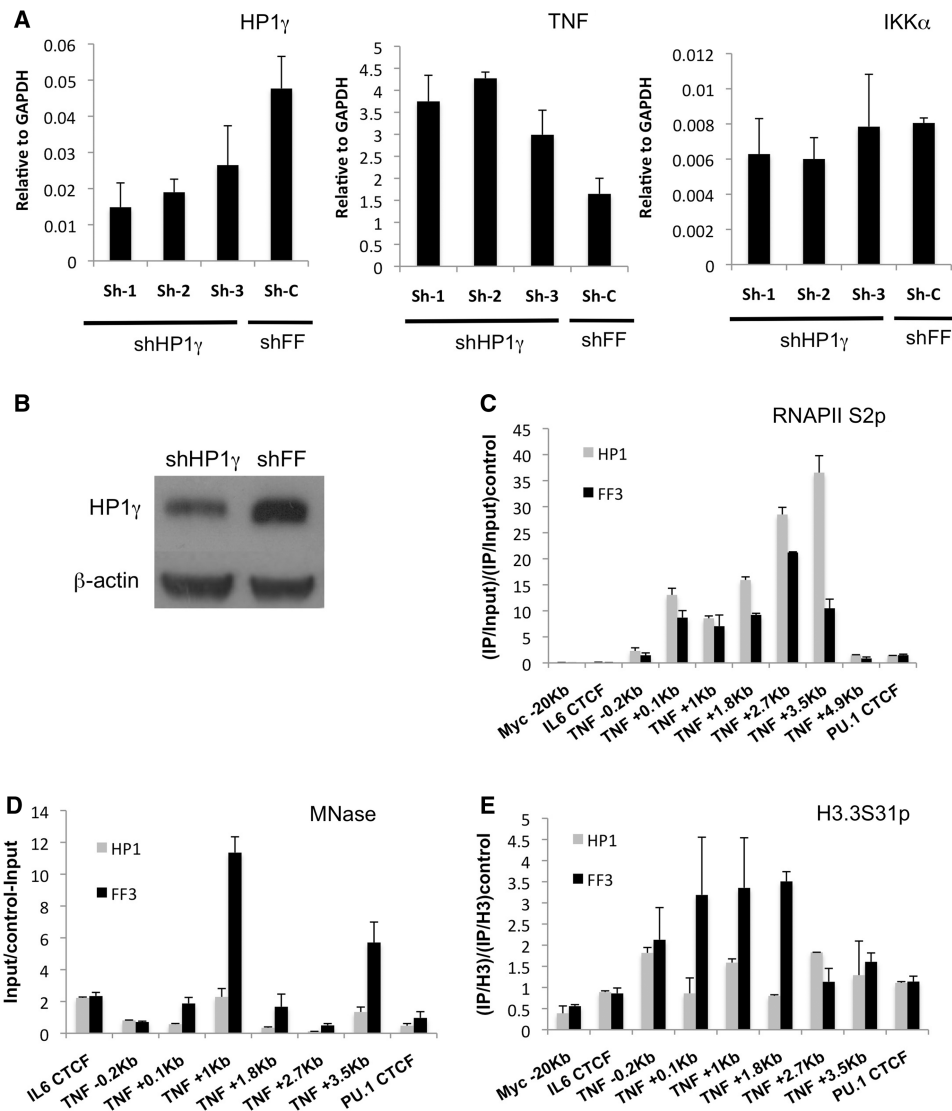 A
HP1γ
Relative to GAPDH
0.06
0.05
0.04
0.03
0.02
0.01
0
Sh-1 Sh-2 Sh-3 Sh-C
shHP1γ shFF
TNF
Relative to GAPDH
5
4.5
4
3.5
3
2.5
2
1.5
1
0.5
0
Sh-1 Sh-2 Sh-3 Sh-C
shHP1γ shFF
IKKα
Relative to GAPDH
0.012
0.01
0.008
0.006
0.004
0.002
0
Sh-1 Sh-2 Sh-3 Sh-C
shHP1γ shFF
B
shHP1γ shFF
HP1γ
β-actin
C
RNAPII S2p
(IP/Input)/(IP/Input)control
45
40
35
30
25
20
15
10
5
0
HP1
FF3
Myc -20Kb
IL6 CTCF
TNF -0.2Kb
TNF +0.1Kb
TNF +1Kb
TNF +1.8Kb
TNF +2.7Kb
TNF +3.5Kb
TNF +4.9Kb
PU.1 CTCF
D
MNase
Input/control-Input
14
12
10
8
6
4
2
0
HP1
FF3
IL6 CTCF
TNF -0.2Kb
TNF +0.1Kb
TNF +1Kb
TNF +1.8Kb
TNF +2.7Kb
TNF +3.5Kb
PU.1 CTCF
E
H3.3S31p
(IP/H3)/(IP/H3)control
5
4.5
4
3.5
3
2.5
2
1.5
1
0.5
0
HP1
FF3
Myc -20Kb
IL6 CTCF
TNF -0.2Kb
TNF +0.1Kb
TNF +1Kb
TNF +1.8Kb
TNF +2.7Kb
TNF +3.5Kb
PU.1 CTCF